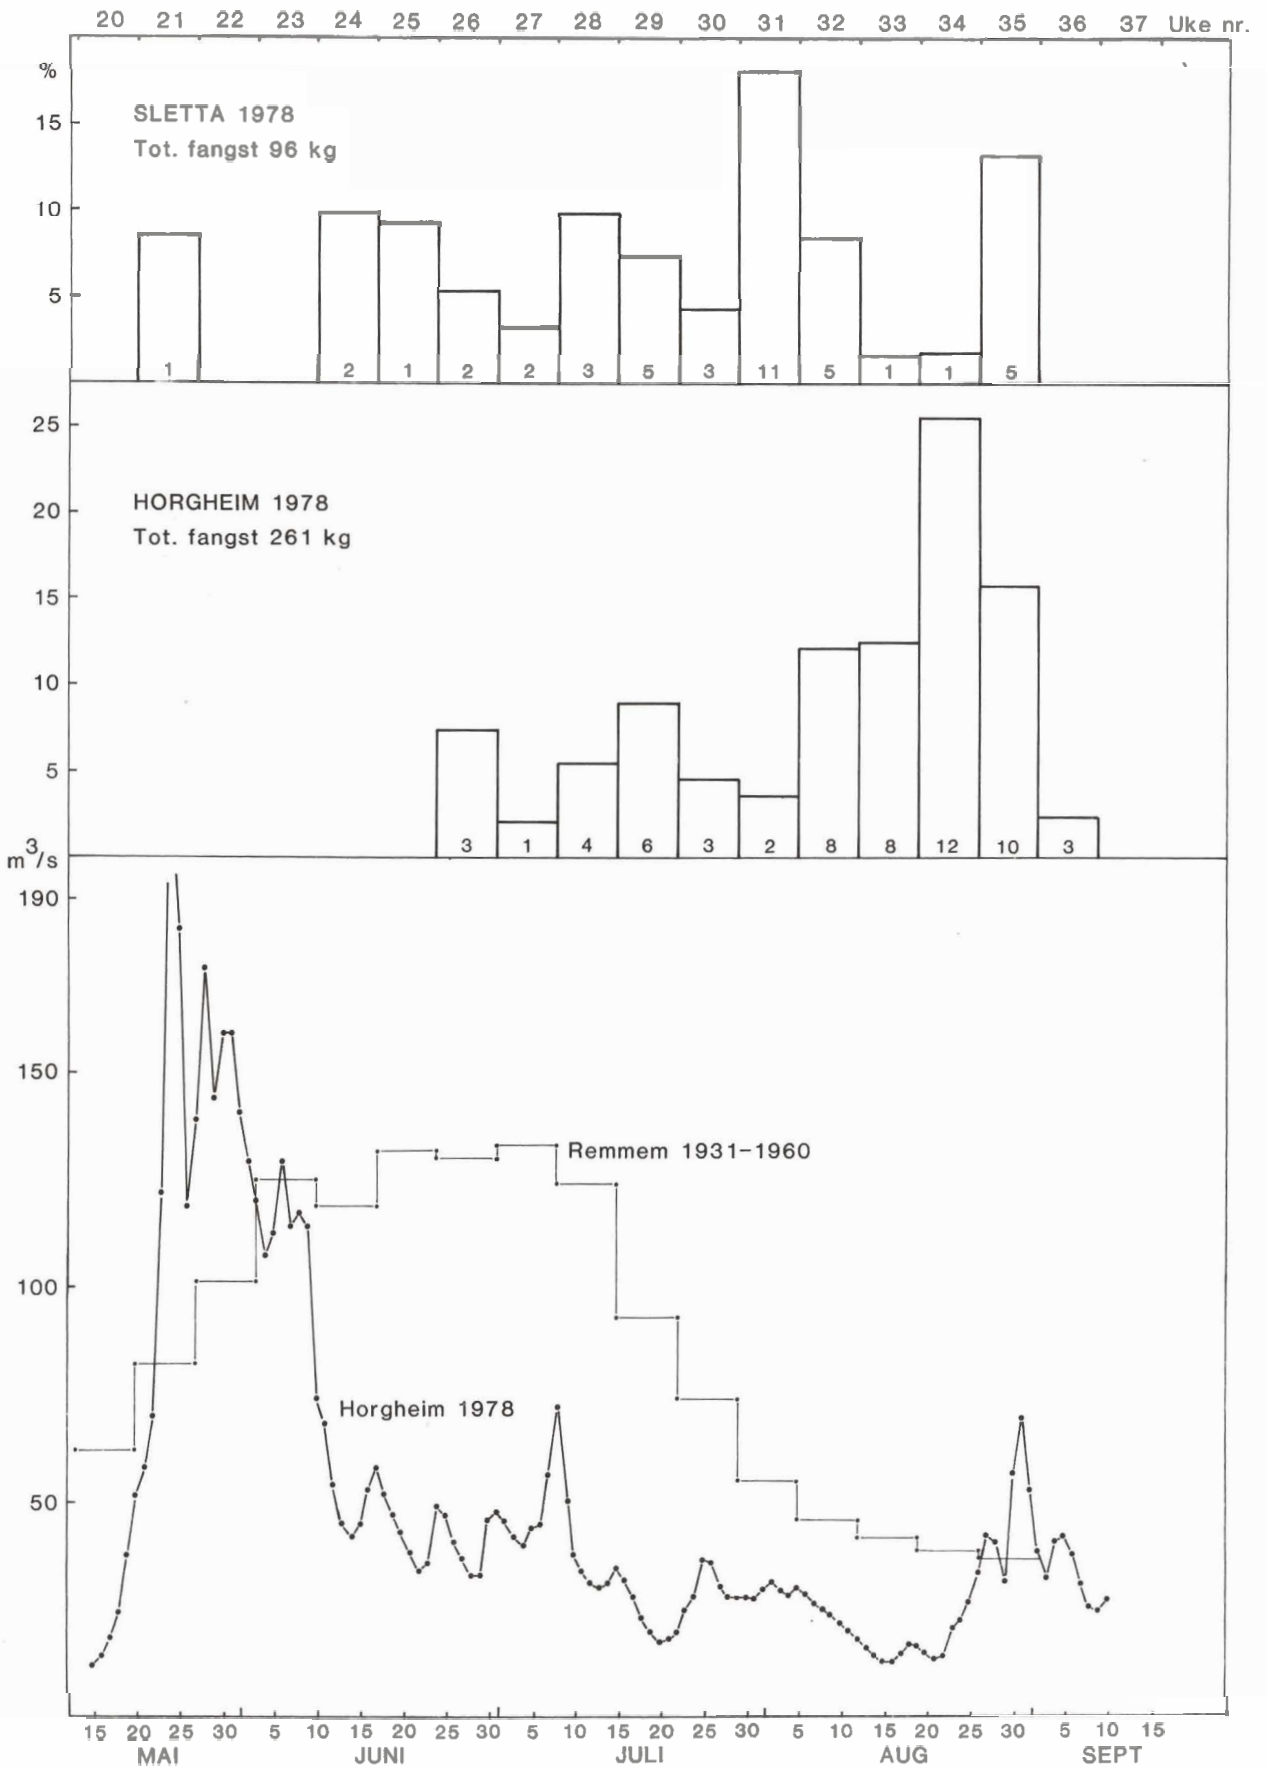 20 21 22 23 24 25 26 27 28 29 30 31 32 33 34 35 36 37 Uke nr.
%
SLETTA 1978
15
Tot. fangst 96 kg
10
5
1 2 1 2 2 3 5 3 11 5 1 1 5
25
HORGHEIM 1978
20
Tot. fangst 261 kg
15
10
5
3 1 4 6 3 2 8 8 12 10 3
m³/s
190
150
Remmem 1931-1960
100
Horgheim 1978
50
15 20 25 30 5 10 15 20 25 30 5 10 15 20 25 30 5 10 15 20 25 30 5 10 15
MAI JUNI JULI AUG SEPT